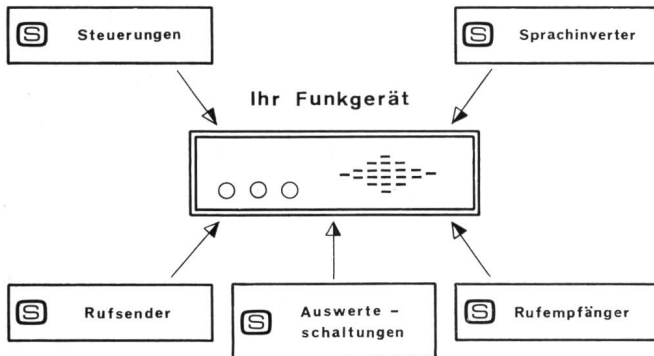 S Steuerungen
S Sprachinverter
Ihr Funkgerät
S Rufsender
S Auswerte -
schaltungen
S Rufempfänger